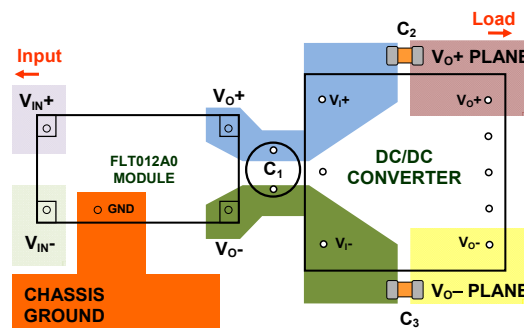 Input
Load
C2
VIN+
VO+
VI+
VO+ PLANE
VO+
FLT012A0
MODULE
C1
DC/DC
CONVERTER
GND
VIN-
VO-
VI-
VO-
VO– PLANE
CHASSIS
GROUND
C3